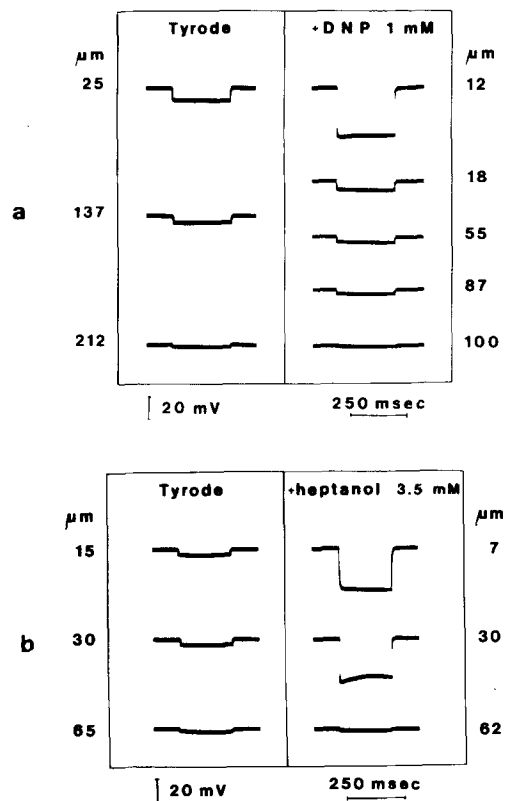 Tyrode
+DNP 1 mM
μm
μm
25
12
18
a
137
55
87
212
100
20 mV
250 msec
Tyrode
+heptanol 3.5 mM
μm
μm
15
7
b
30
30
65
62
20 mV
250 msec